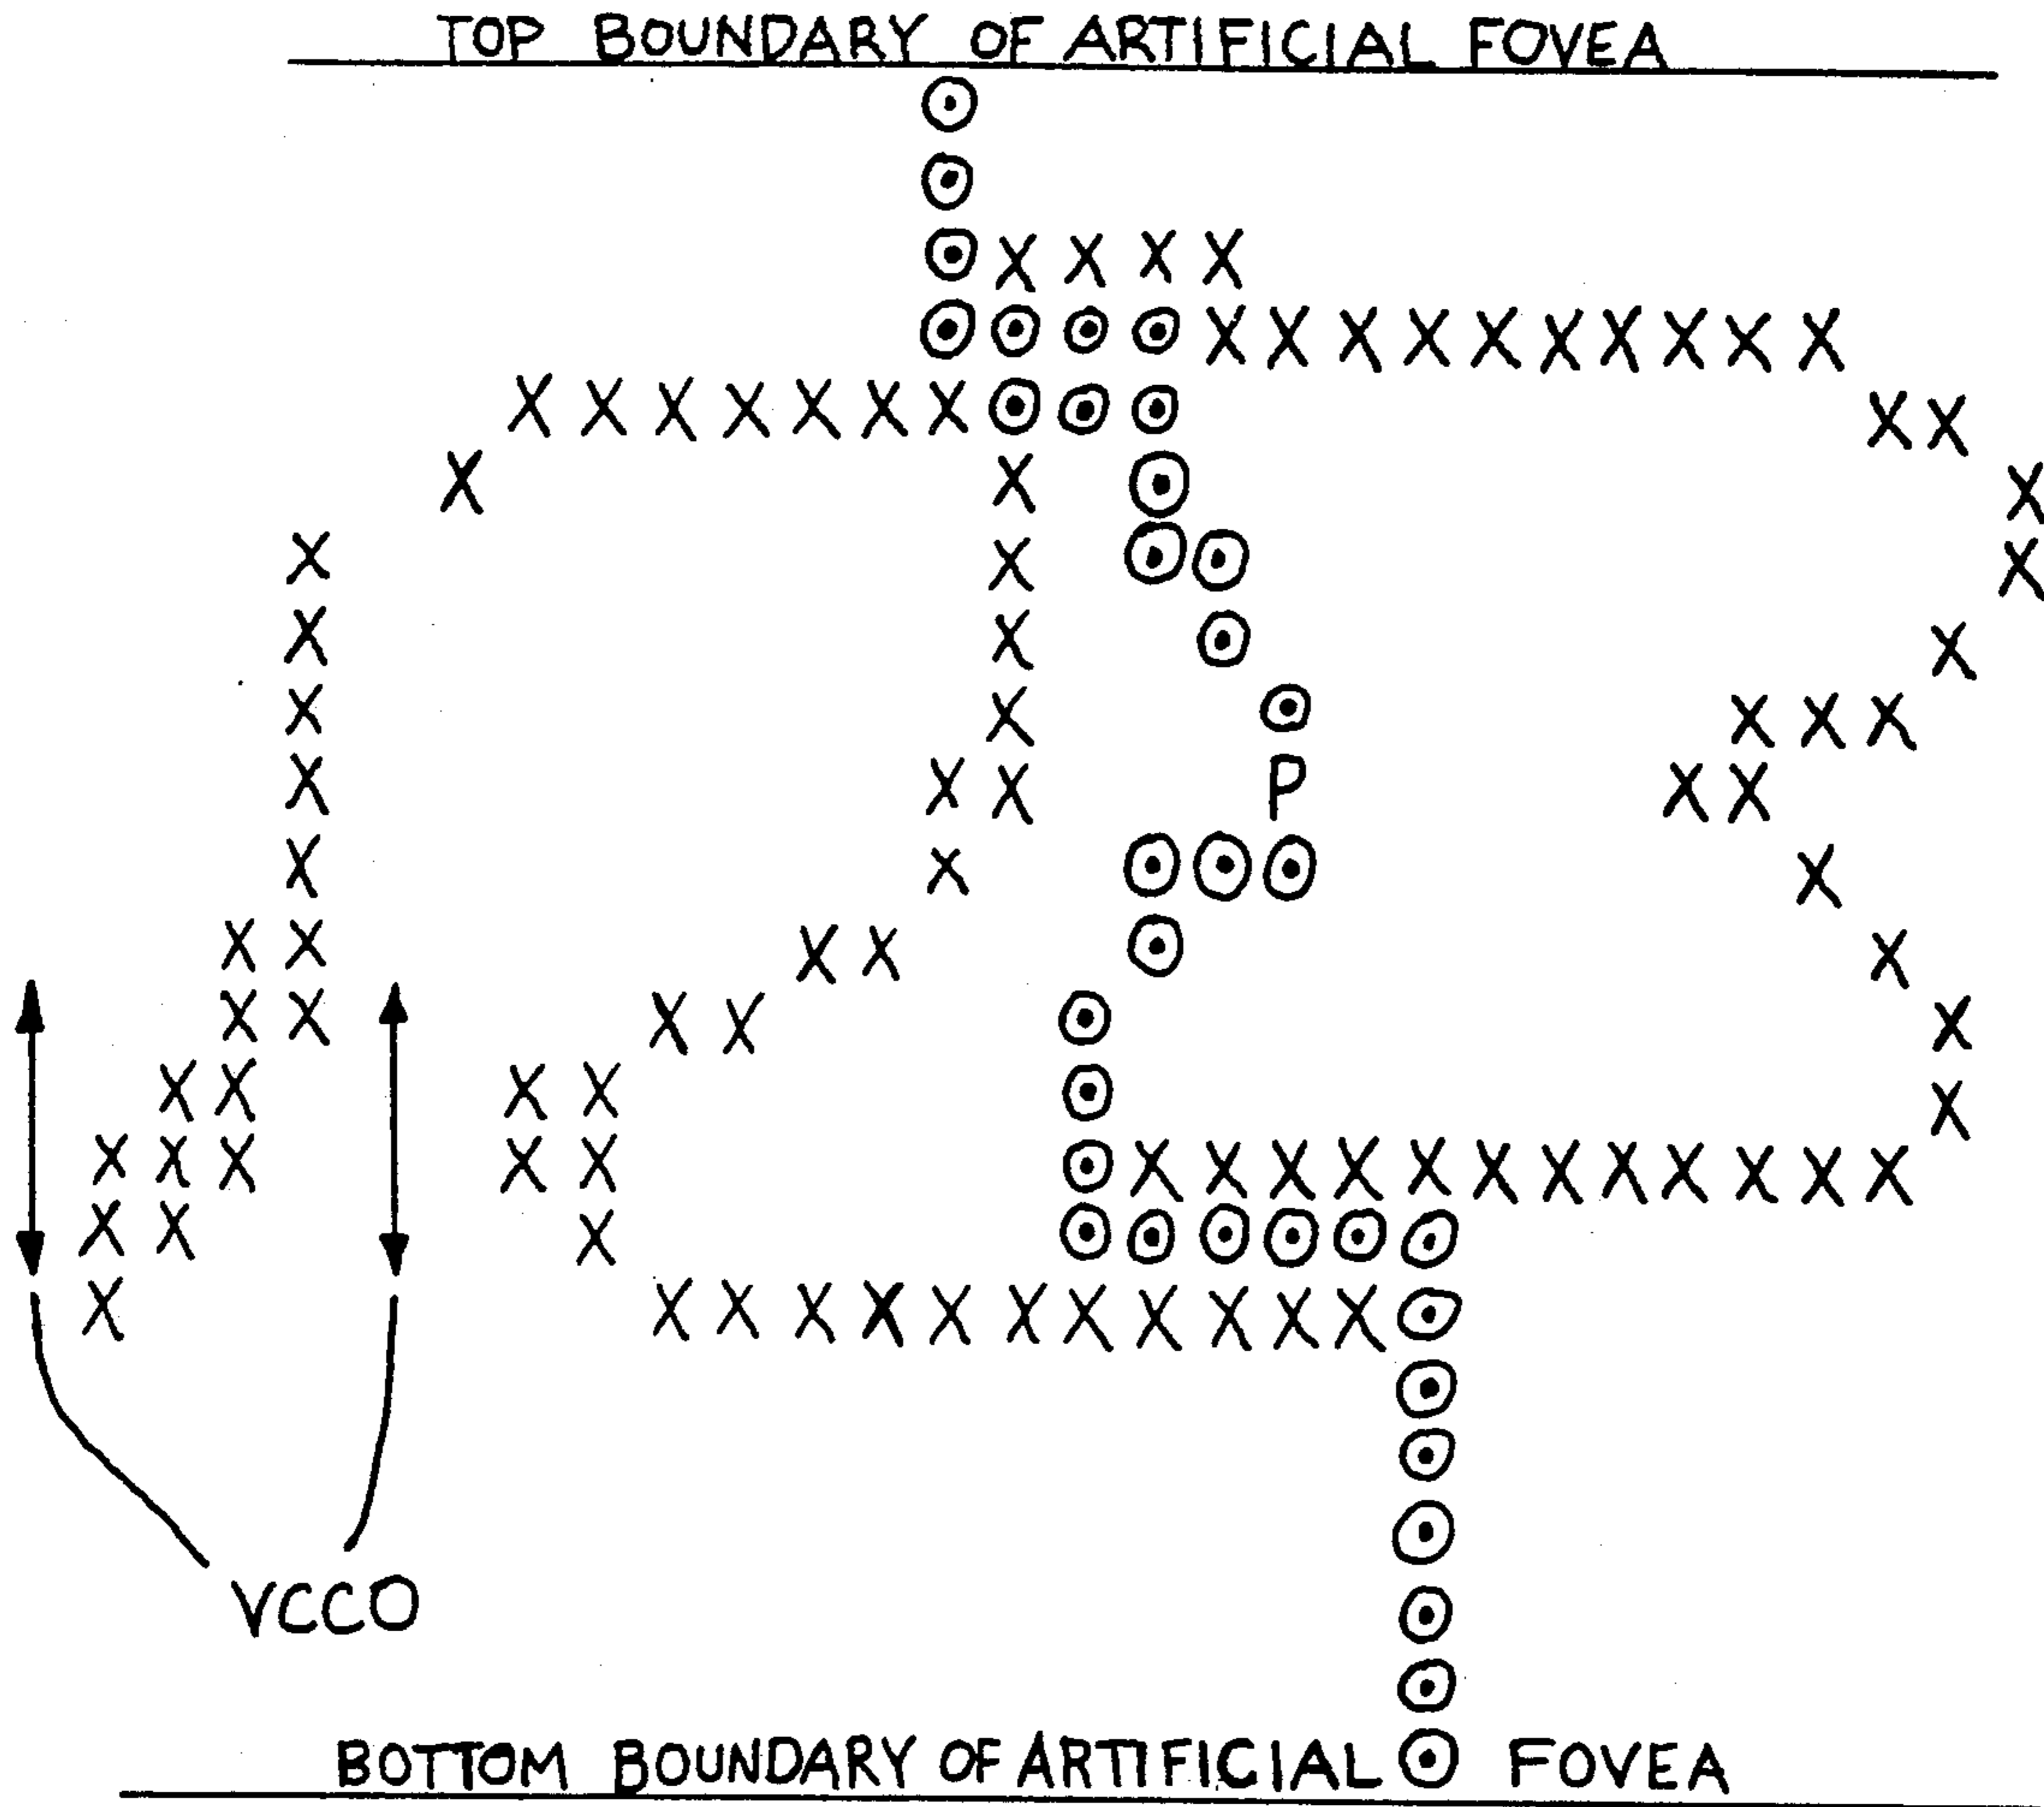 TOP BOUNDARY OF ARTIFICIAL FOVEA
X X X X
X X X X X X X X X X
X X X X X X X X X
X X X
X X X
X X X
X X X X X
X X X P X X
X X X
X X X X X
X X X X X
X X X X X
X X X X X X X X X X X X X X X X X
X X X
X X X X X X X X X X X X
VCCO
BOTTOM BOUNDARY OF ARTIFICIAL FOVEA